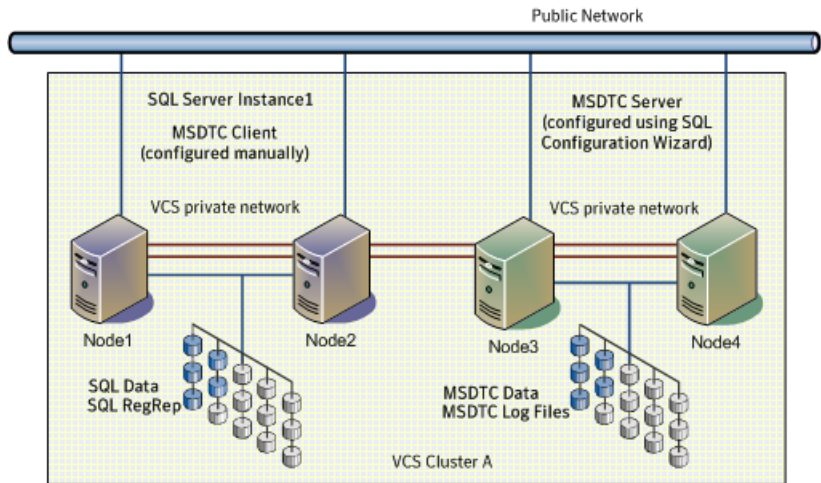 Public Network
SQL Server Instance1
MSDTC Client
(configured manually)
MSDTC Server
(configured using SQL
Configuration Wizard)
VCS private network
VCS private network
Node1
Node2
Node3
Node4
SQL Data
SQL RegRep
MSDTC Data
MSDTC Log Files
VCS Cluster A